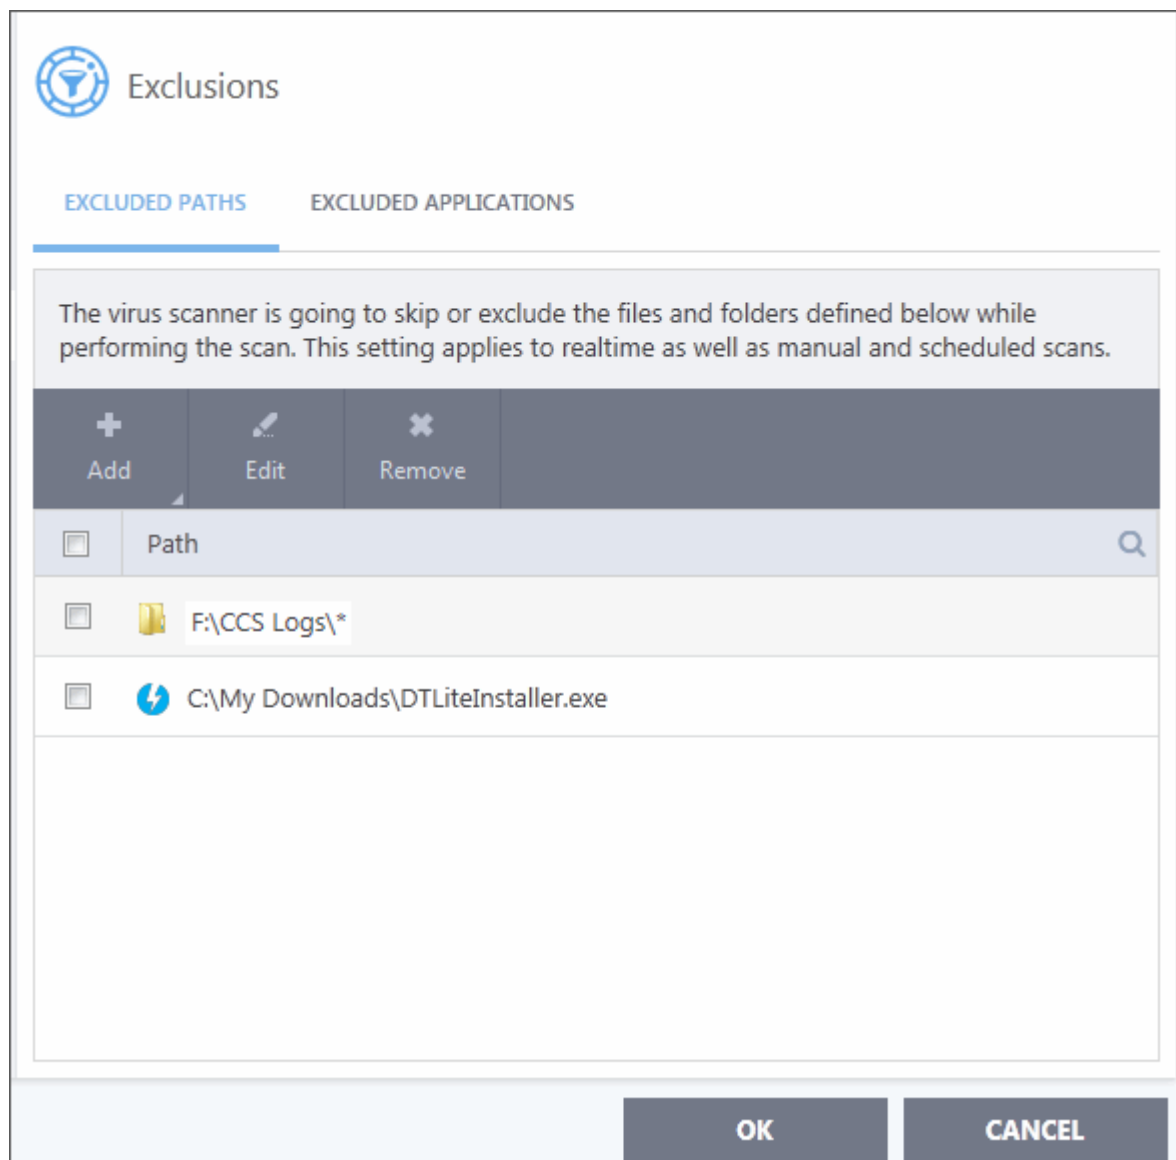 Exclusions
EXCLUDED PATHS EXCLUDED APPLICATIONS
The virus scanner is going to skip or exclude the files and folders defined below while
performing the scan. This setting applies to realtime as well as manual and scheduled scans.
Add Edit Remove
Path
F:\CCS Logs\*
C:\My Downloads\DTLiteInstaller.exe
OK CANCEL